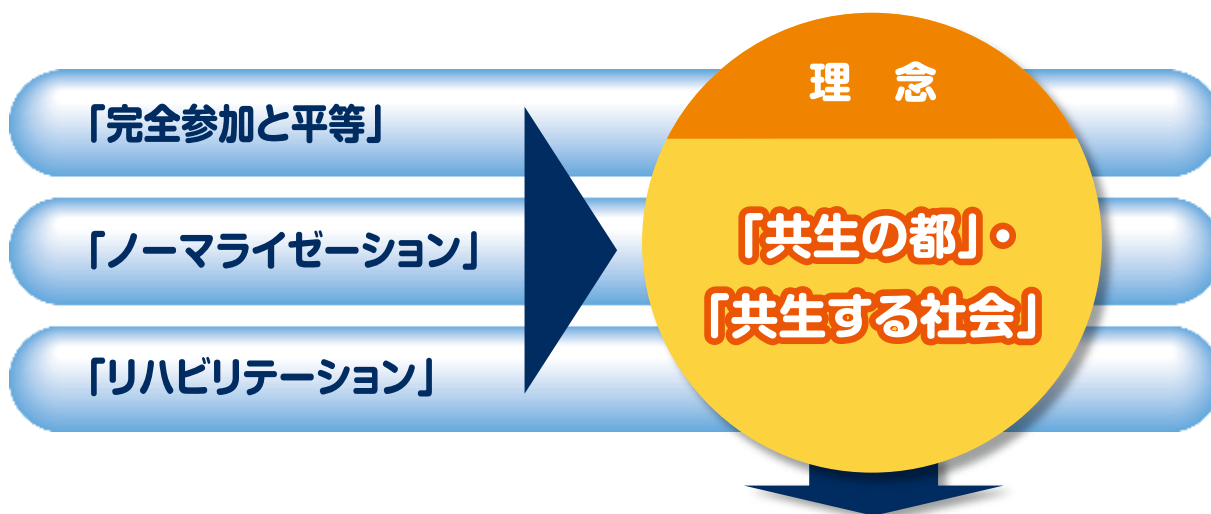 「完全参加と平等」
「ノーマライゼーション」
「リハビリテーション」
理 念
「共生の都」・
「共生する社会」